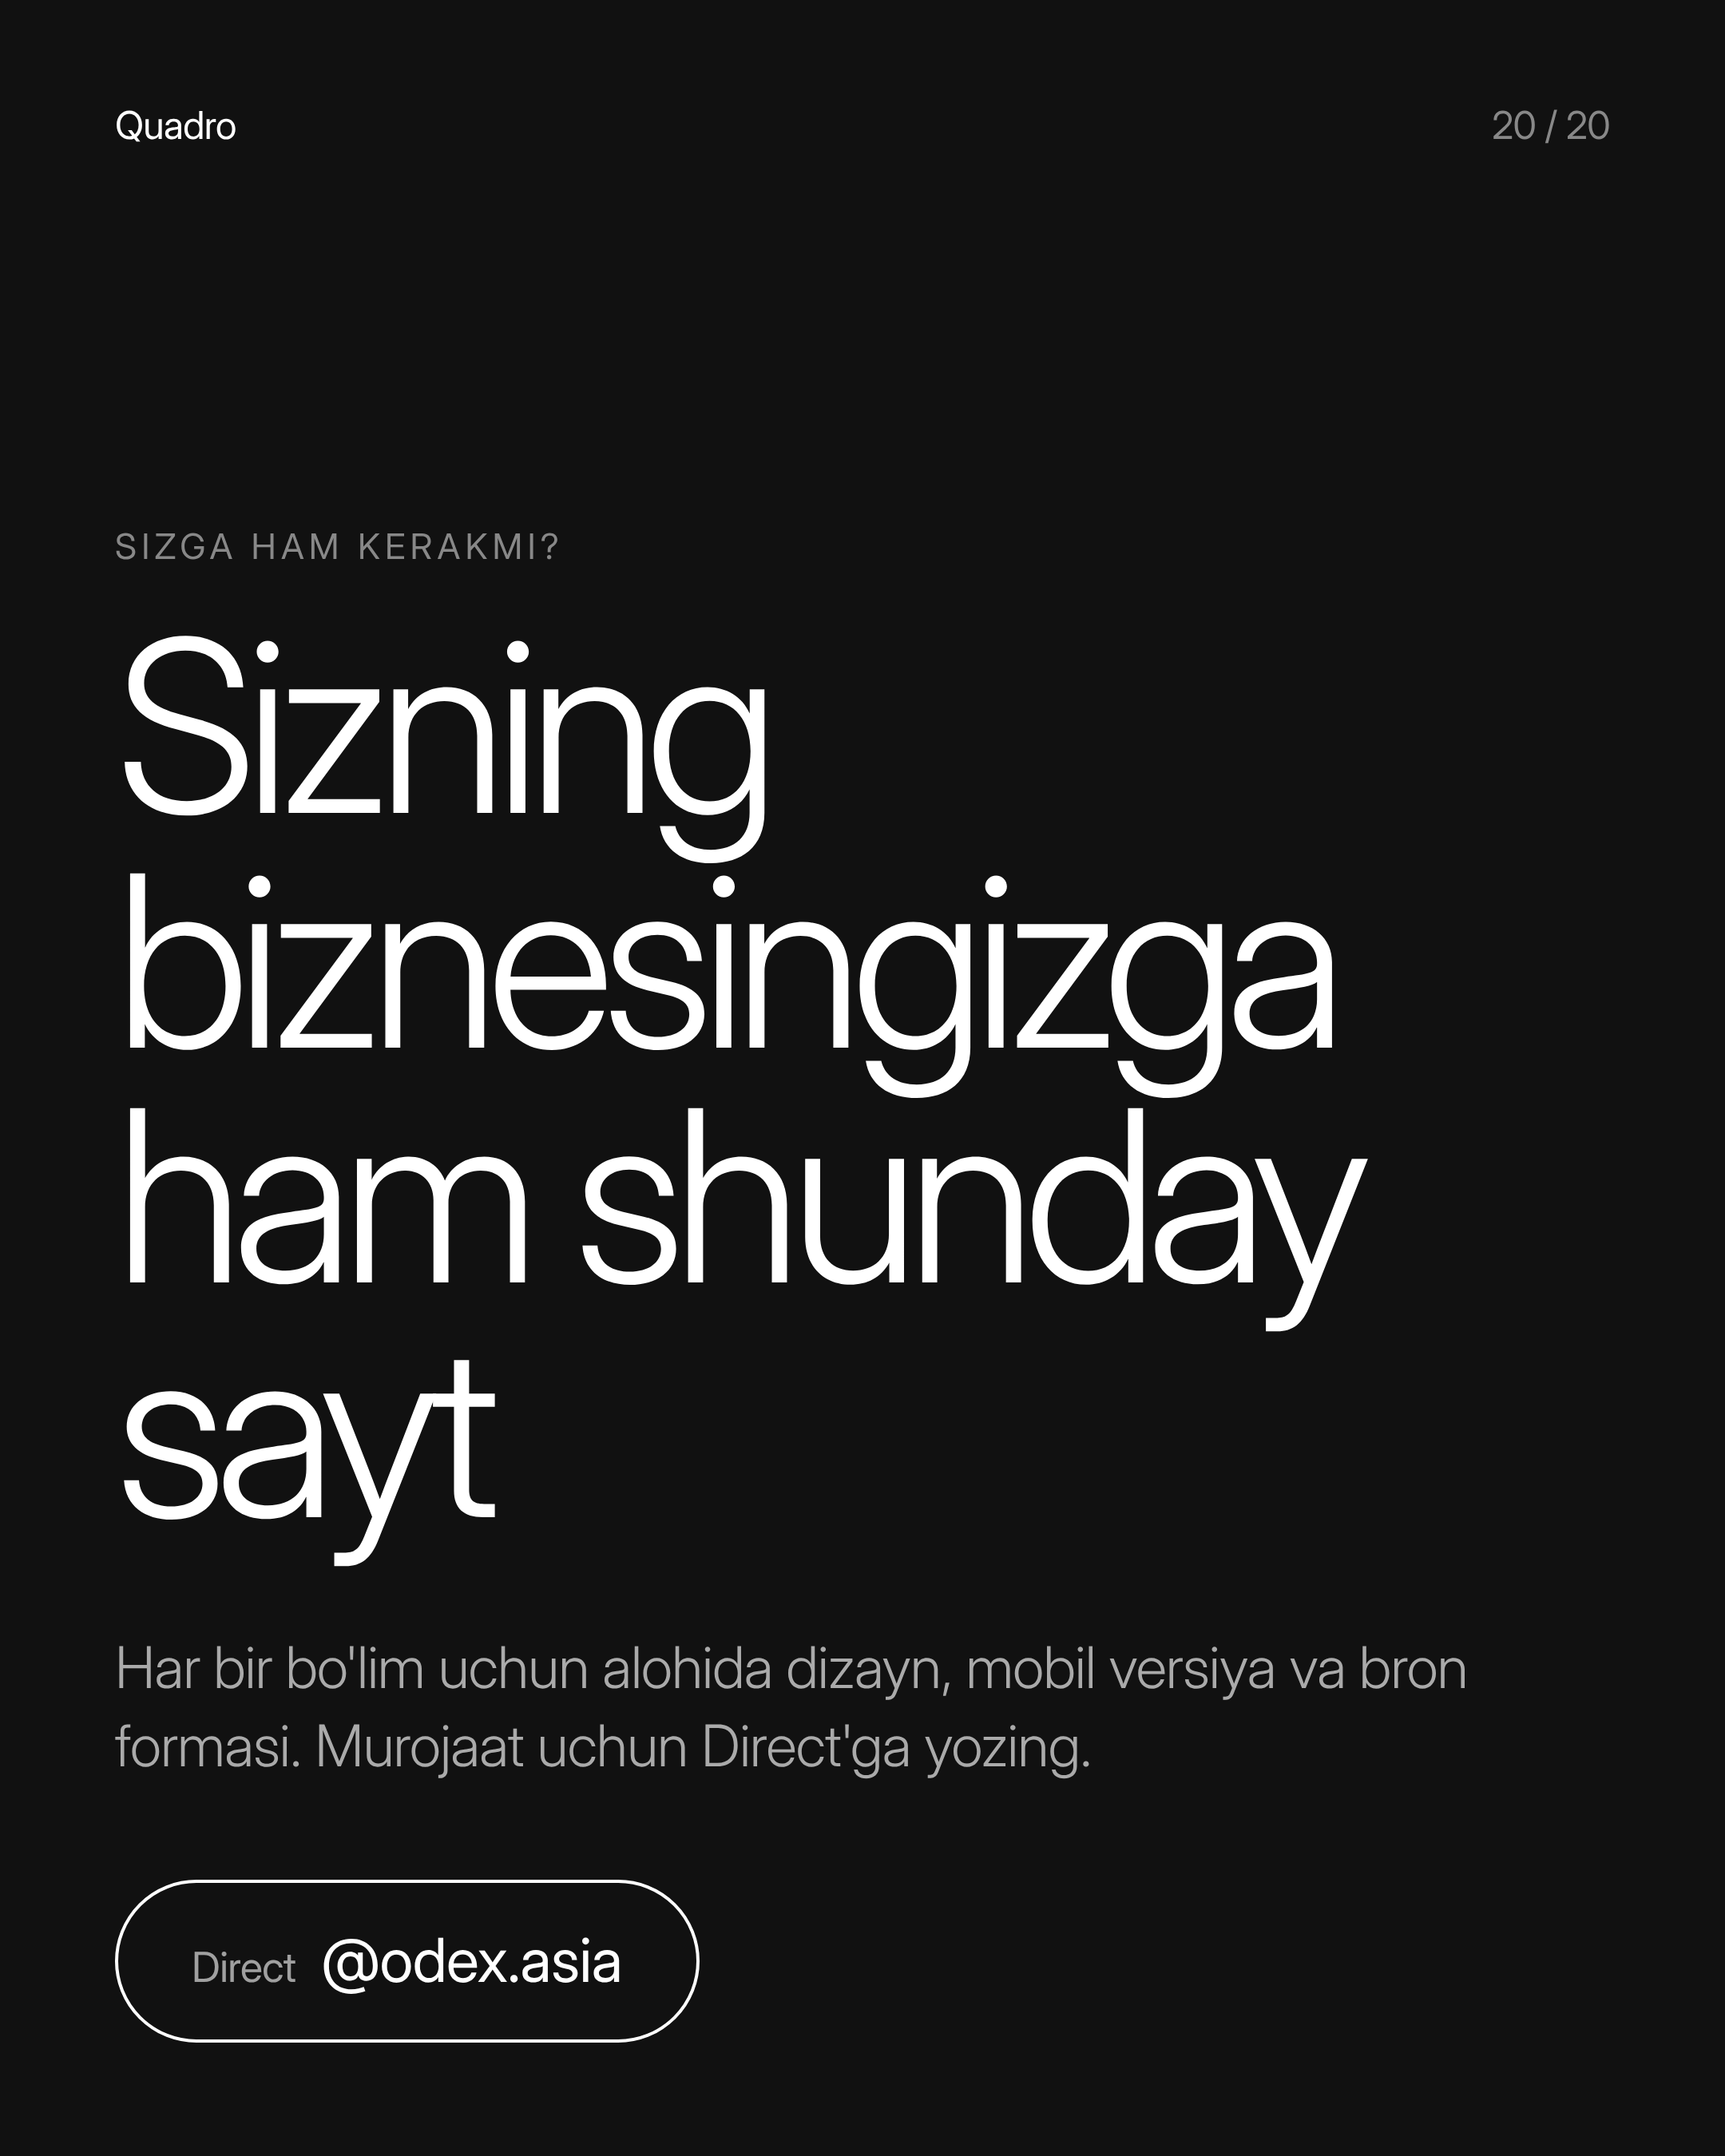 Quadro
20 / 20
SIZGA HAM KERAKMI?
Sizning
biznesingizga
ham shunday
sayt
Har bir bo'lim uchun alohida dizayn, mobil versiya va bron
formasi. Murojaat uchun Direct'ga yozing.
Direct @odex.asia